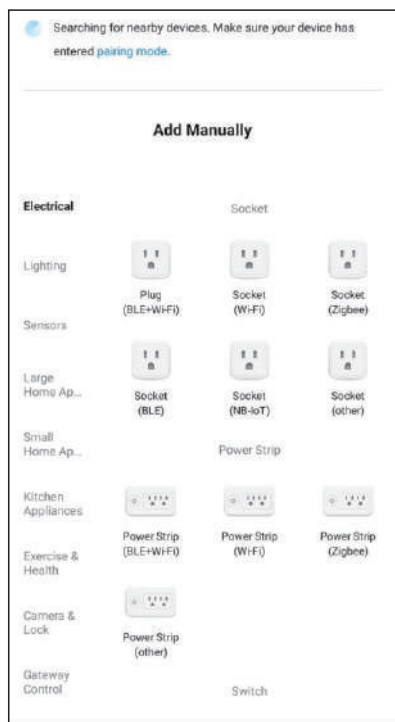 Searching for nearby devices. Make sure your device has
entered pairing mode.
Add Manually
Electrical
Lighting
Sensors
Large
Home Ap...
Small
Home Ap...
Kitchen
Appliances
Exercise &
Health
Camera &
Lock
Gateway
Control
Socket
Plug
(BLE+Wi-Fi)
Socket
(Wi-Fi)
Socket
(Zigbee)
Socket
(BLE)
Socket
(NB-IoT)
Socket
(other)
Power Strip
Power Strip
(BLE+Wi-Fi)
Power Strip
(Wi-Fi)
Power Strip
(Zigbee)
Power Strip
(other)
Switch